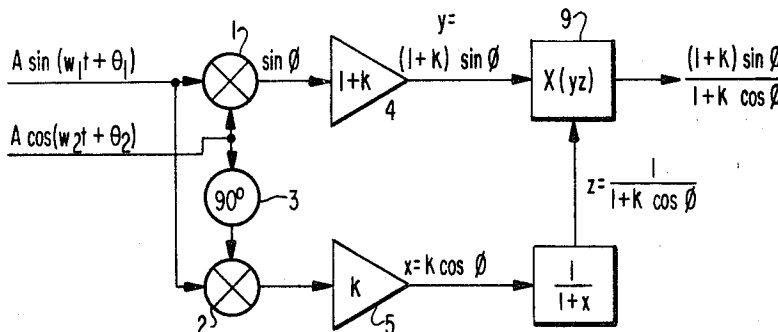 1
y=
9
A sin (w₁t + θ₁)
sin ø
1+k
(1+k) sin ø
X(yz)
(1+k) sin ø
1+k cos ø
4
A cos(w₂t + θ₂)
90°
3
z= 1
1+k cos ø
k
x= k cos ø
1
1+x
2
5